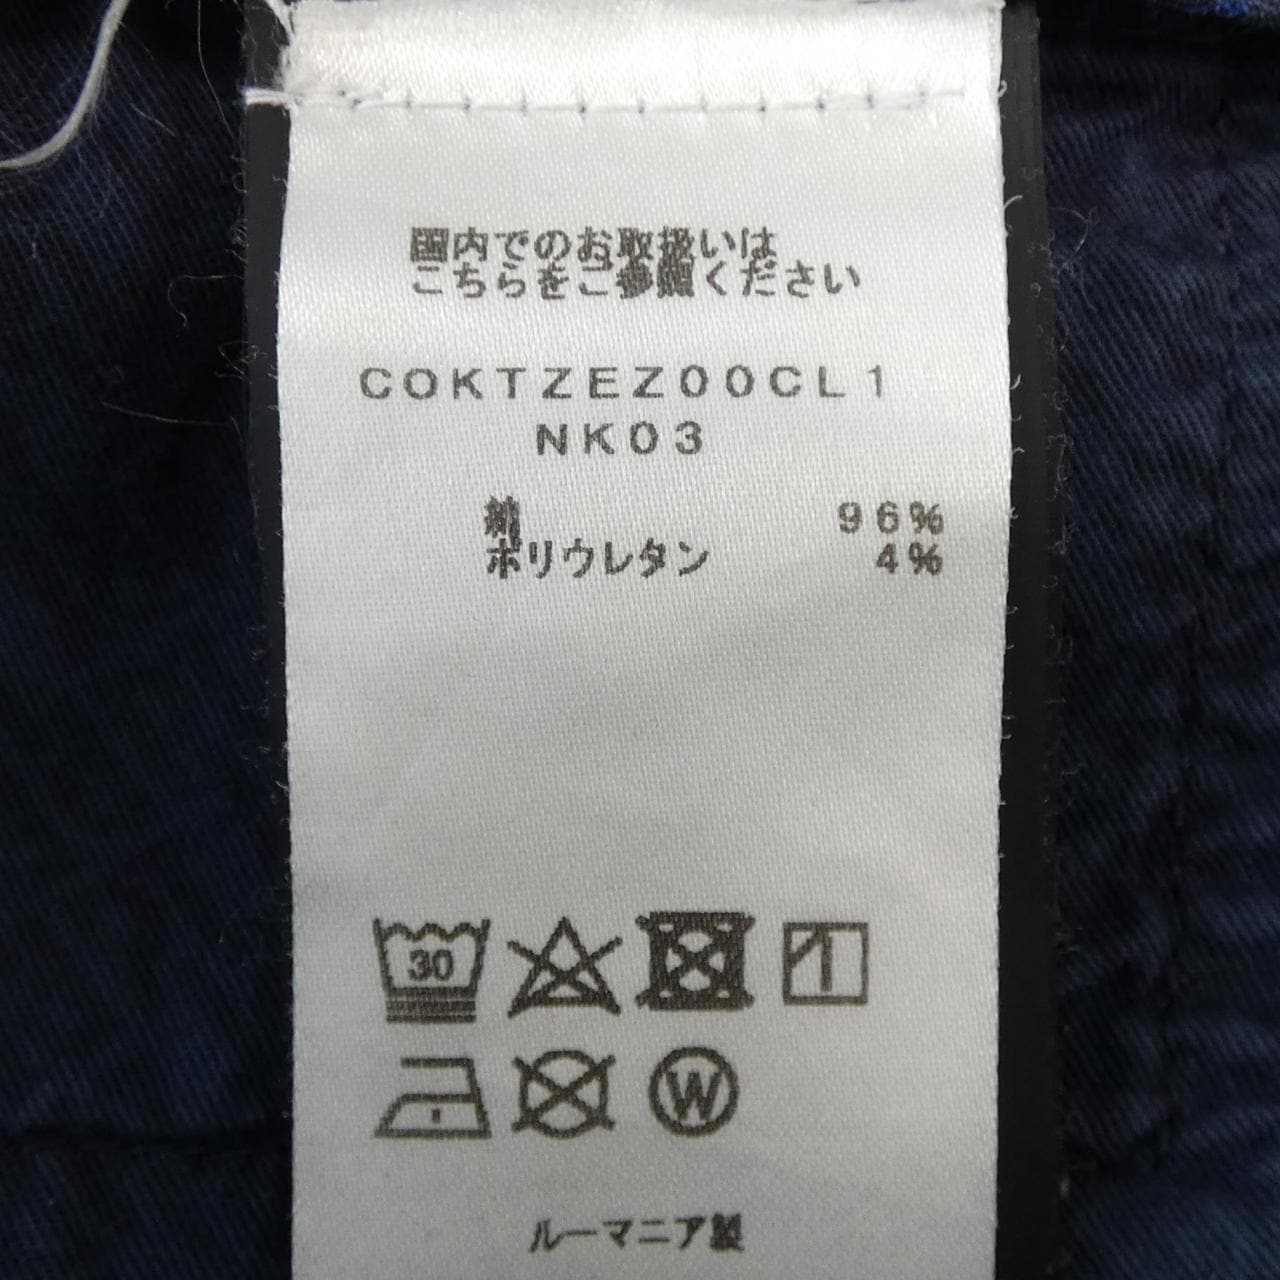 国内でのお取扱いは
こちらをご参照ください
COKTZEZ00CL1
NK03
綿 96%
ポリウレタン 4%
30
W
ルーマニア製